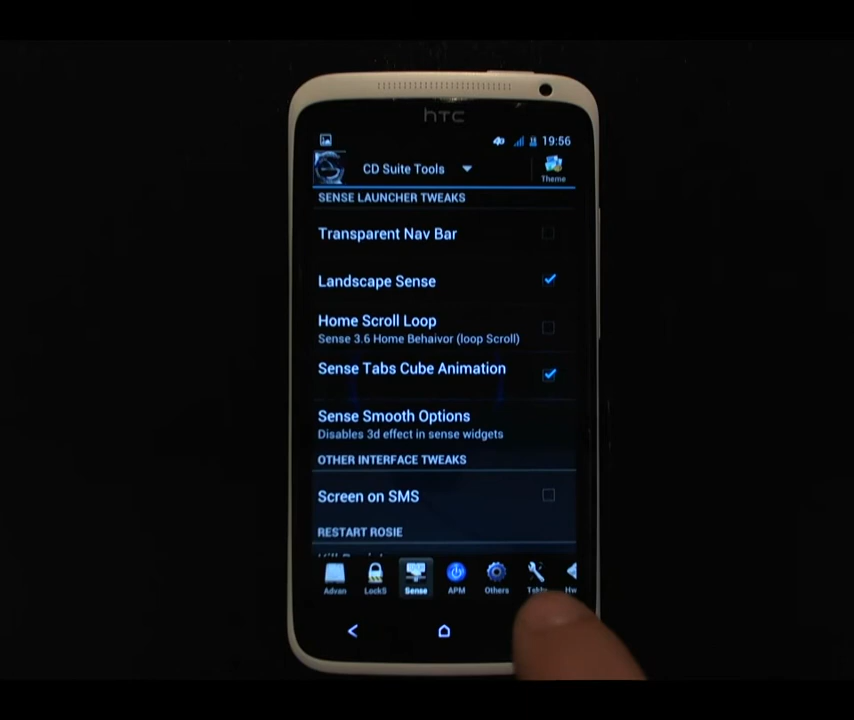 hTC
19:56
CD Suite Tools
Theme
SENSE LAUNCHER TWEAKS
Transparent Nav Bar
Landscape Sense
Home Scroll Loop
Sense 3.6 Home Behaivor (loop Scroll)
Sense Tabs Cube Animation
Sense Smooth Options
Disables 3d effect in sense widgets
OTHER INTERFACE TWEAKS
Screen on SMS
RESTART ROSIE
Advan LockS Sense APM Others